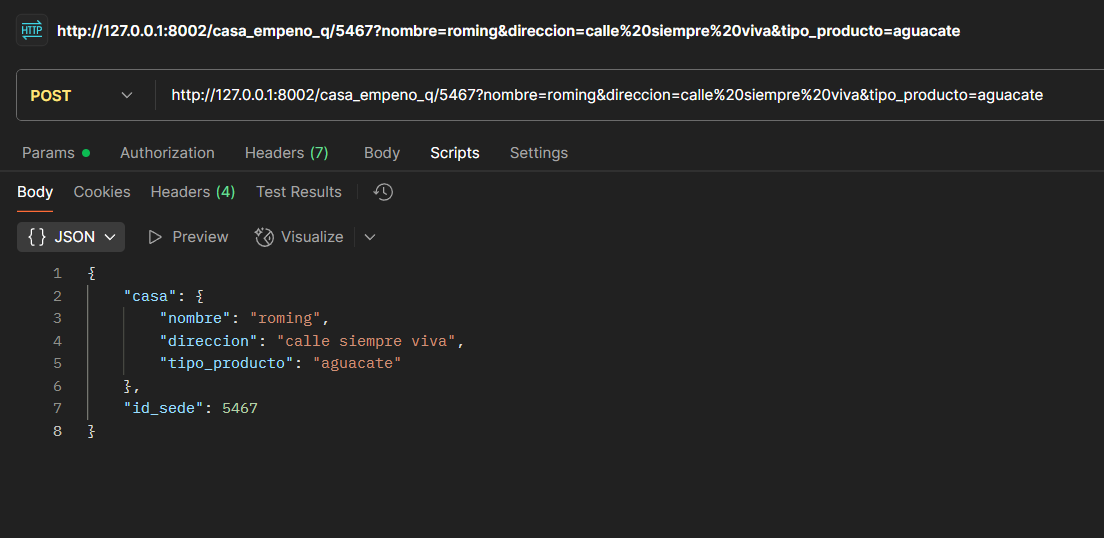 HTTP http://127.0.0.1:8002/casa_empeno_q/5467?nombre=roming&direccion=calle%20siempre%20viva&tipo_producto=aguacate
POST http://127.0.0.1:8002/casa_empeno_q/5467?nombre=roming&direccion=calle%20siempre%20viva&tipo_producto=aguacate
Params Authorization Headers (7) Body Scripts Settings
Body Cookies Headers (4) Test Results
{} JSON Preview Visualize
1 {
2 "casa": {
3 "nombre": "roming",
4 "direccion": "calle siempre viva",
5 "tipo_producto": "aguacate"
6 },
7 "id_sede": 5467
8 }